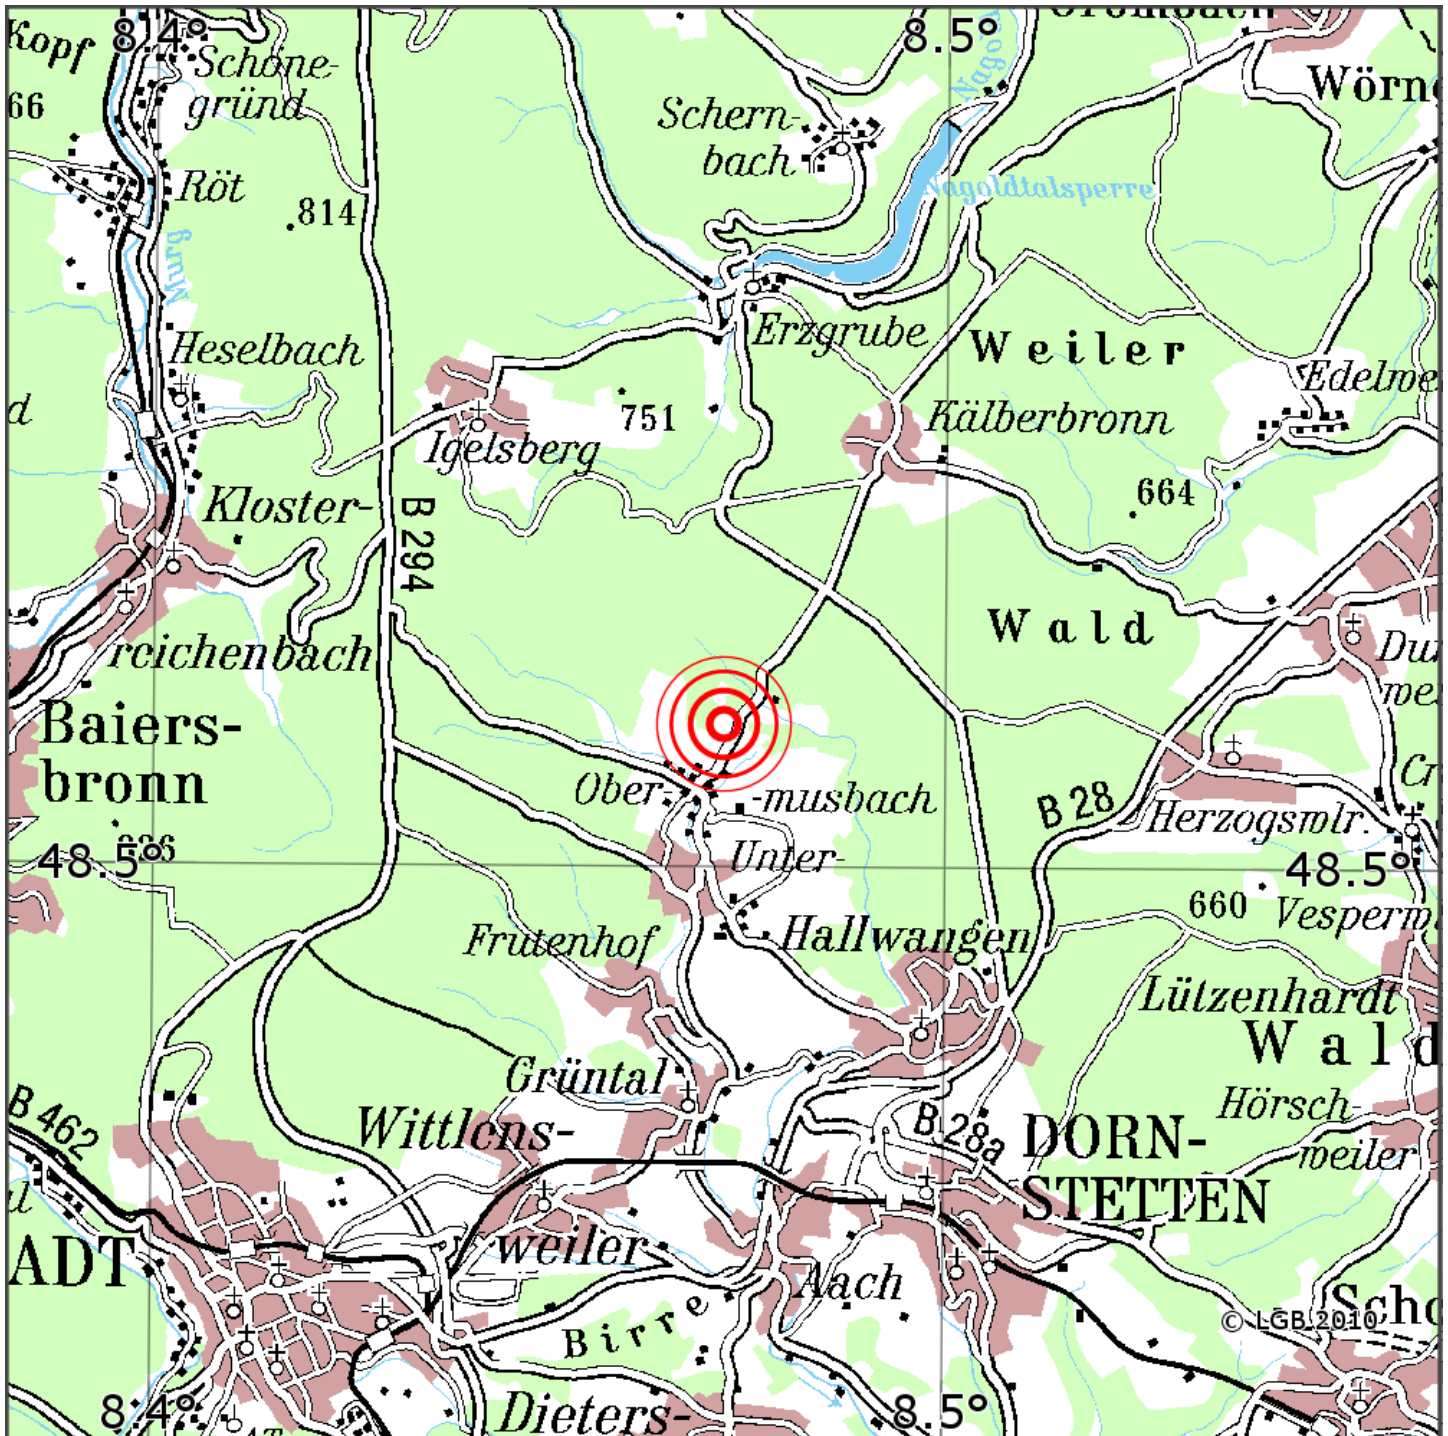 Kopf
8.4°
8.5°
Schöne-
gründ
66
Nagold
Wörn
Schern-
bach
Röt
814
Nagoldtalsperre
Murg
Erzgrube
Weiler
Heselbach
Edelwe
d
751
Kälberbronn
Igelsberg
664
Kloster-
B 294
Wald
reichenbach
Baiers-
bronn
Ober-
-musbach
B 28
Herzogswlr.
48.5°
Unter-
48.5°
660
Vesperw
Frutenhof
Hallwangen
Lützenhardt
Wald
Grüntal
B 462
Wittlens-
B 28a
DORN-
STETTEN
Hörsch-
weiler
ADT
weiler
Aach
Birre
Scho
© LGB 2010
8.4°
8.5°
Dieters-